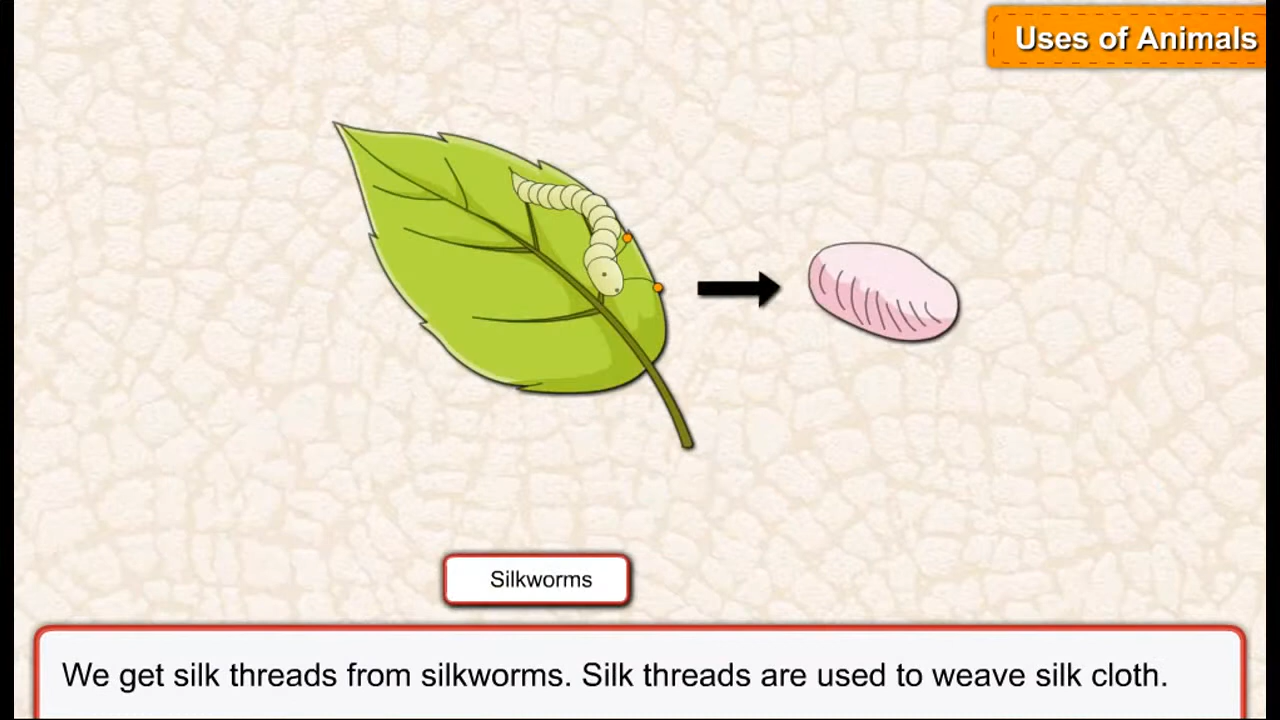 Uses of Animals
Silkworms
We get silk threads from silkworms. Silk threads are used to weave silk cloth.